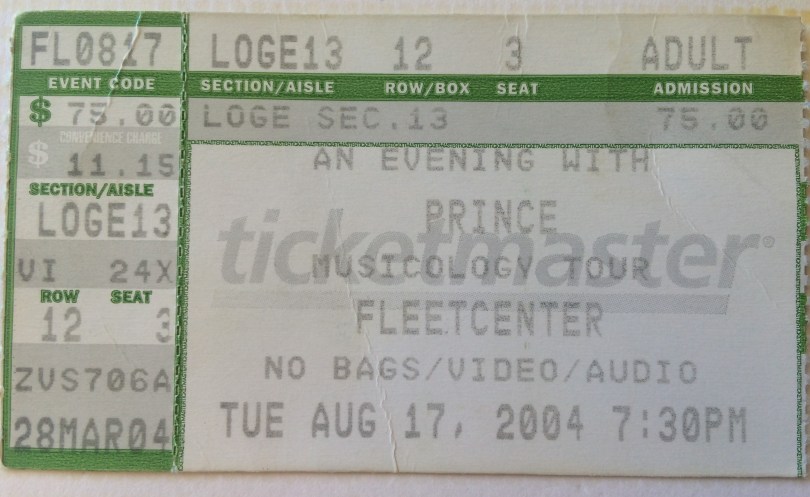 FL0817 LOGE13 12 3 ADULT
EVENT CODE SECTION/AISLE ROW/BOX SEAT ADMISSION
$ 75.00 LOGE SEC.13 75.00
CONVENIENCE CHARGE
$ 11.15 AN EVENING WITH
SECTION/AISLE
LOGE13 PRINCE
ticketmaster®
VI 24X MUSICOLOGY TOUR
ROW SEAT
12 3 FLEETCENTER
ZVS706A NO BAGS/VIDEO/AUDIO
28MAR04 TUE AUG 17, 2004 7:30PM